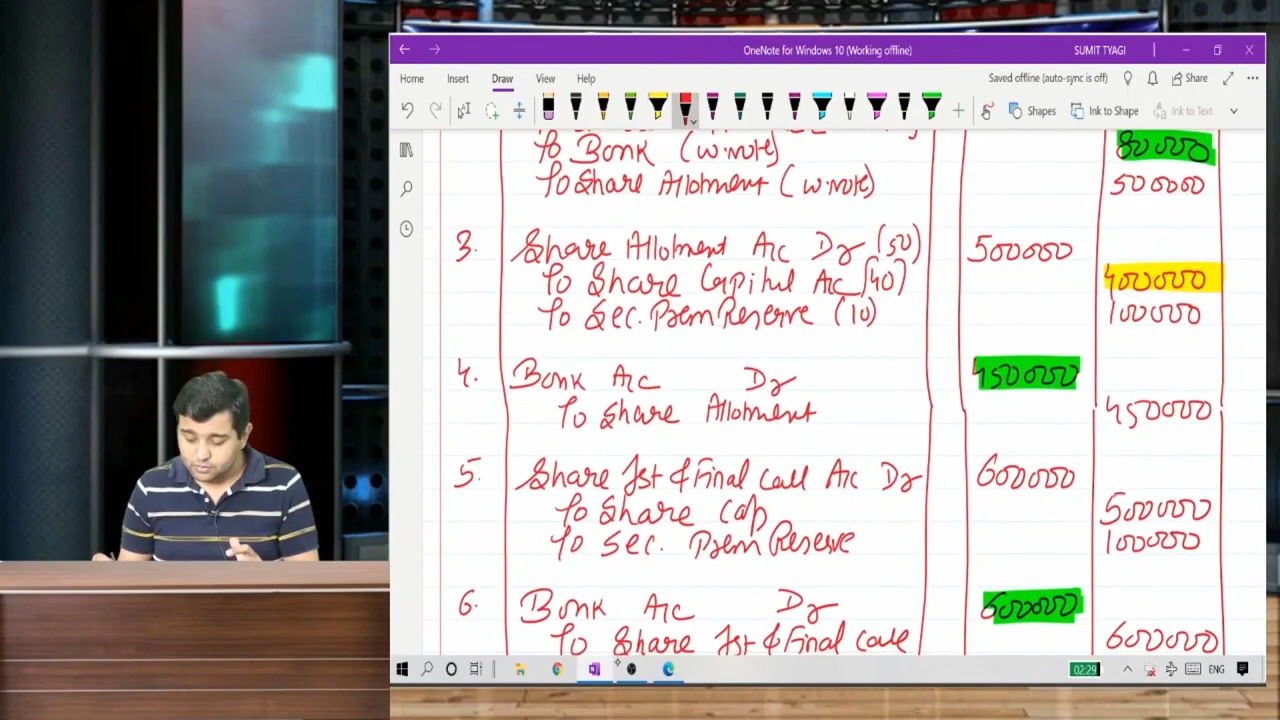 OneNote for Windows 10 (Working offline)
SUMIT TYAGI
Home Insert Draw View Help
Saved offline (auto-sync is off)
Share
Shapes
Ink to Shape
Ink to Text
To Bank (w.note) 80000
To Share Allotment (w.note) 500000
3. Share Allotment A/c Dr (50) 500000
To Share Capital A/c (40) 400000
To Sec. Prem Reserve (10) 100000
4. Bank A/c Dr 450000
To Share Allotment 450000
5. Share Ist & Final Call A/c Dr 600000
To Share Cap 500000
To Sec. Prem Reserve 100000
6. Bank A/c Dr 600000
To Share Ist & Final Call 600000
02:29
ENG